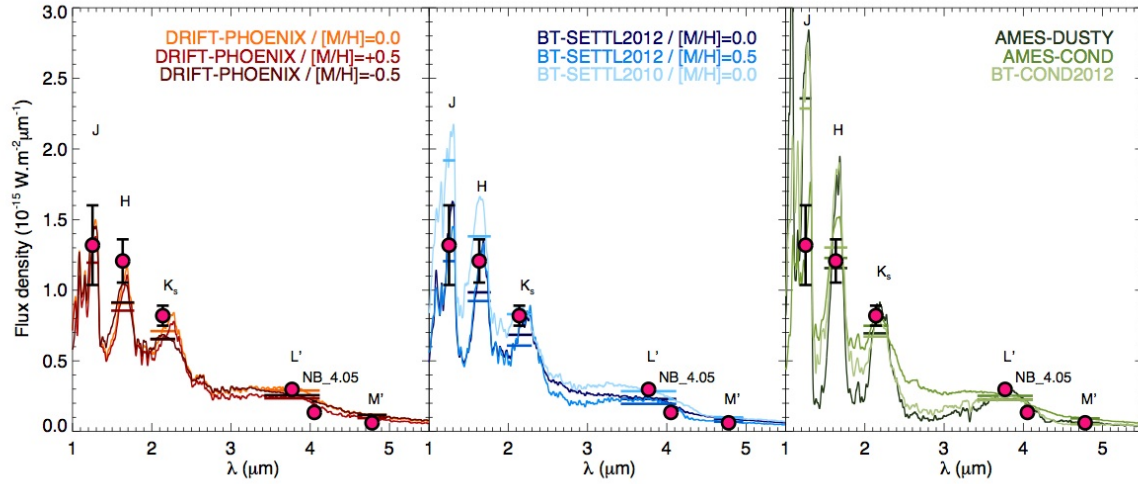 3.0
2.5
2.0
1.5
1.0
0.5
0.0
Flux density (10⁻¹⁵ W.m⁻²μm⁻¹)
DRIFT-PHOENIX / [M/H]=0.0
DRIFT-PHOENIX / [M/H]=+0.5
DRIFT-PHOENIX / [M/H]=-0.5
J
H
Kₛ
L'
NB_4.05
M'
1 2 3 4 5
λ (μm)
BT-SETTL2012 / [M/H]=0.0
BT-SETTL2012 / [M/H]=0.5
BT-SETTL2010 / [M/H]=0.0
J
H
Kₛ
L'
NB_4.05
M'
1 2 3 4 5
λ (μm)
AMES-DUSTY
AMES-COND
BT-COND2012
J
H
Kₛ
L'
NB_4.05
M'
1 2 3 4 5
λ (μm)